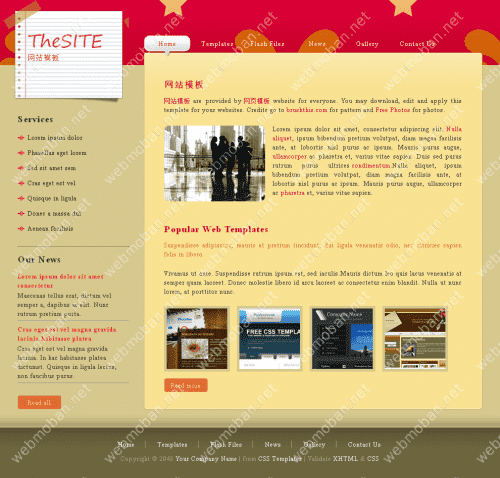 TheSITE
网站模板
Home
Templates
Flash Files
News
Gallery
Contact Us
Services
Lorem ipsum dolor
Phasellus eget lorem
Sed sit amet sem
Cras eget est vel
Quisque in ligula
Donec a massa dui
Aenean facilisis
Our News
Lorem ipsum dolor sit amet
consectetur
Maecenas tellus erat, dictum vel
semper a, dapibus ac elit. Nunc
rutrum pretium porta.
Cras eget est vel magna gravida
lacinia habitasse platea
Cras eget est vel magna gravida
lacinia. In hac habitasse platea
dictumst. Quisque in ligula lacina,
non faucibus purus.
Read all
网站模板
网站模板 are provided by 网页模板 website for everyone. You may download, edit and apply this
template for your websites. Credits go to brushthis.com for pattern and Free Photos for photos.
Lorem ipsum dolor sit amet, consectetur adipiscing elit. Nulla
aliquet, ipsum bibendum pretium volutpat, diam magna facilisis
ante, at lobortis nisl purus ac ipsum. Mauris purus augue,
ullamcorper ac pharetra et, varius vitae sapien. Duis sed purus
rutrum purus ultrices condimentum.Nulla aliquet, ipsum
bibendum pretium volutpat, diam magna facilisis ante, at
lobortis nisl purus ac ipsum. Mauris purus augue, ullamcorper
ac pharetra et, varius vitae sapien.
Popular Web Templates
Suspendisse adipiscing, mauris at pretium tincidunt, dui ligula venenatis odio, nec ultricies sapien
felis in libero.
Vivamus ut ante. Suspendisse rutrum ipsum est, sed iaculis Mauris dictum leo quis lacus venenatis at
semper quam laoreet. Donec molestie libero id arcu laoreet ac consectetur enim blandit. Nulla at nunc
lorem, at porttitor nunc.
FREE CSS TEMPLATE
Company Name
Read more
Home
Templates
Flash Files
News
Gallery
Contact Us
Copyright © 2048 Your Company Name | from CSS Templates | Validate XHTML & CSS
webmoban.net